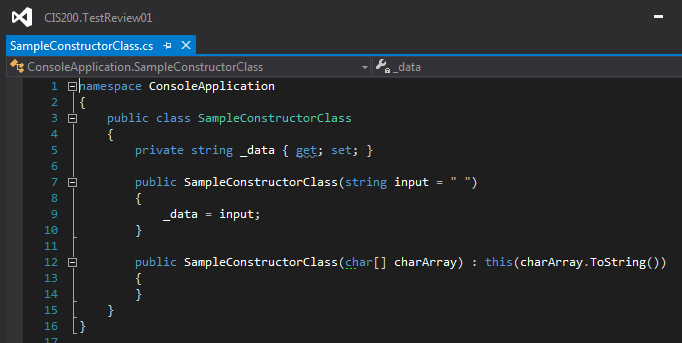 CIS200.TestReview01
SampleConstructorClass.cs
ConsoleApplication.SampleConstructorClass _data
1 namespace ConsoleApplication
2 {
3 public class SampleConstructorClass
4 {
5 private string _data { get; set; }
6
7 public SampleConstructorClass(string input = " ")
8 {
9 _data = input;
10 }
11
12 public SampleConstructorClass(char[] charArray) : this(charArray.ToString())
13 {
14 }
15 }
16 }
17